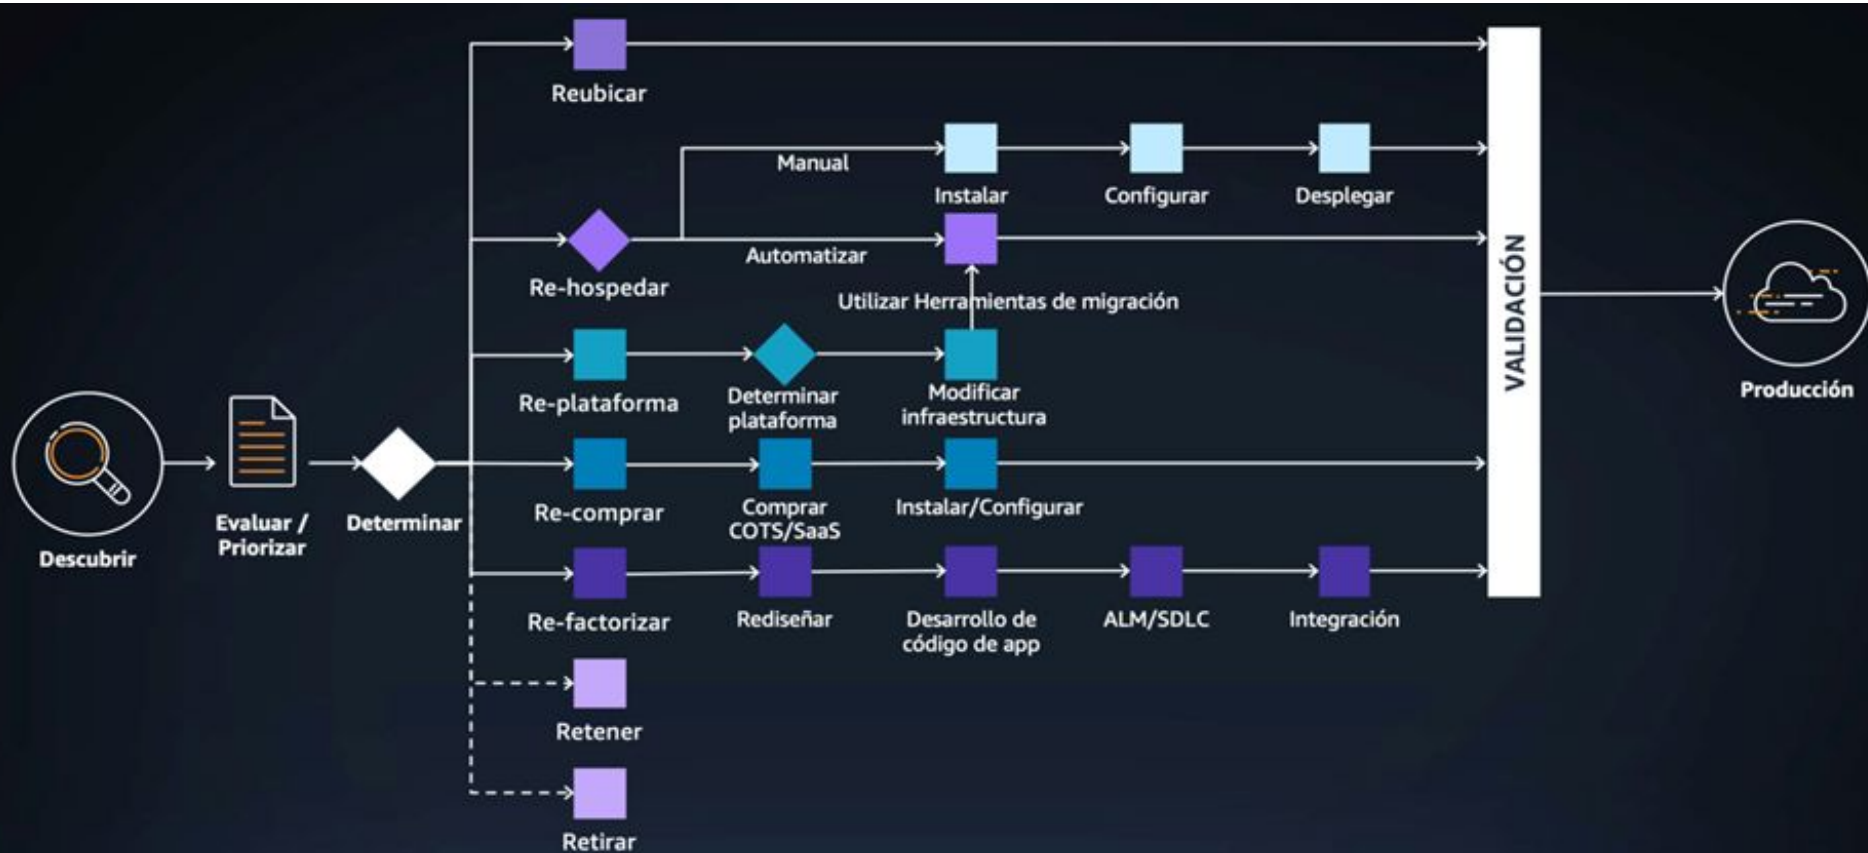 Reubicar
Manual
Instalar
Configurar
Desplegar
Re-hospedar
Automatizar
Utilizar Herramientas de migración
Re-plataforma
Determinar
plataforma
Modificar
infraestructura
Descubrir
Evaluar /
Priorizar
Determinar
Re-comprar
Comprar
COTS/SaaS
Instalar/Configurar
Re-factorizar
Rediseñar
Desarrollo de
código de app
ALM/SDLC
Integración
Retener
Retirar
VALIDACIÓN
Producción